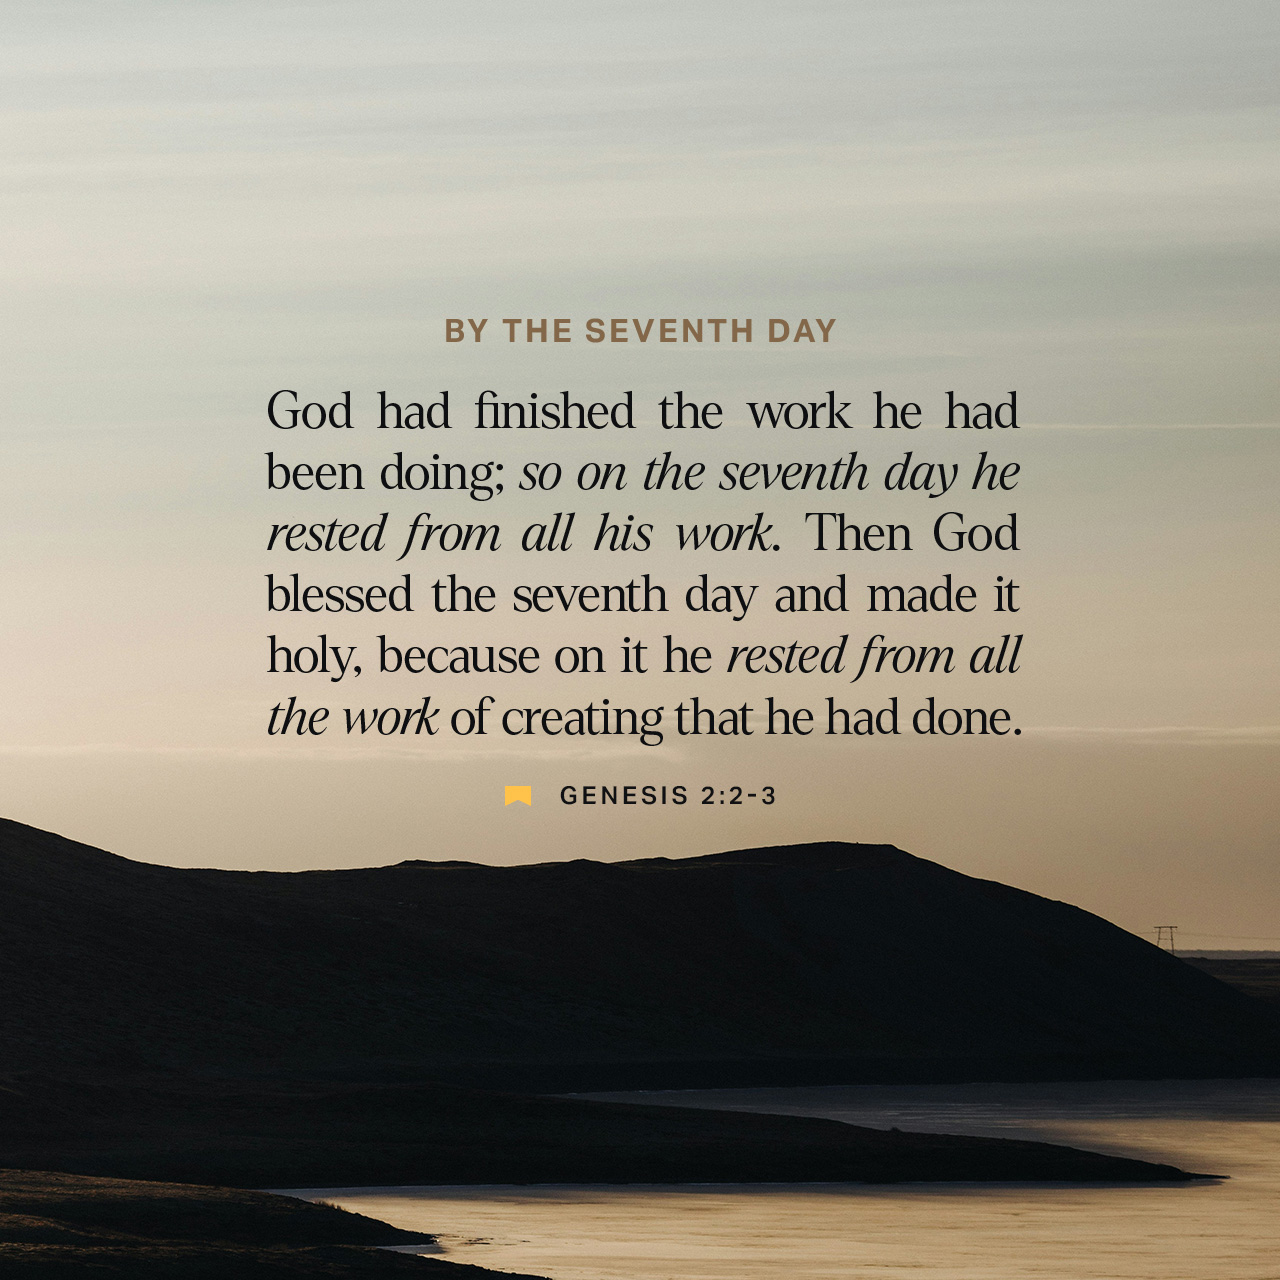 BY THE SEVENTH DAY
God had finished the work he had
been doing; so on the seventh day he
rested from all his work. Then God
blessed the seventh day and made it
holy, because on it he rested from all
the work of creating that he had done.
GENESIS 2:2-3